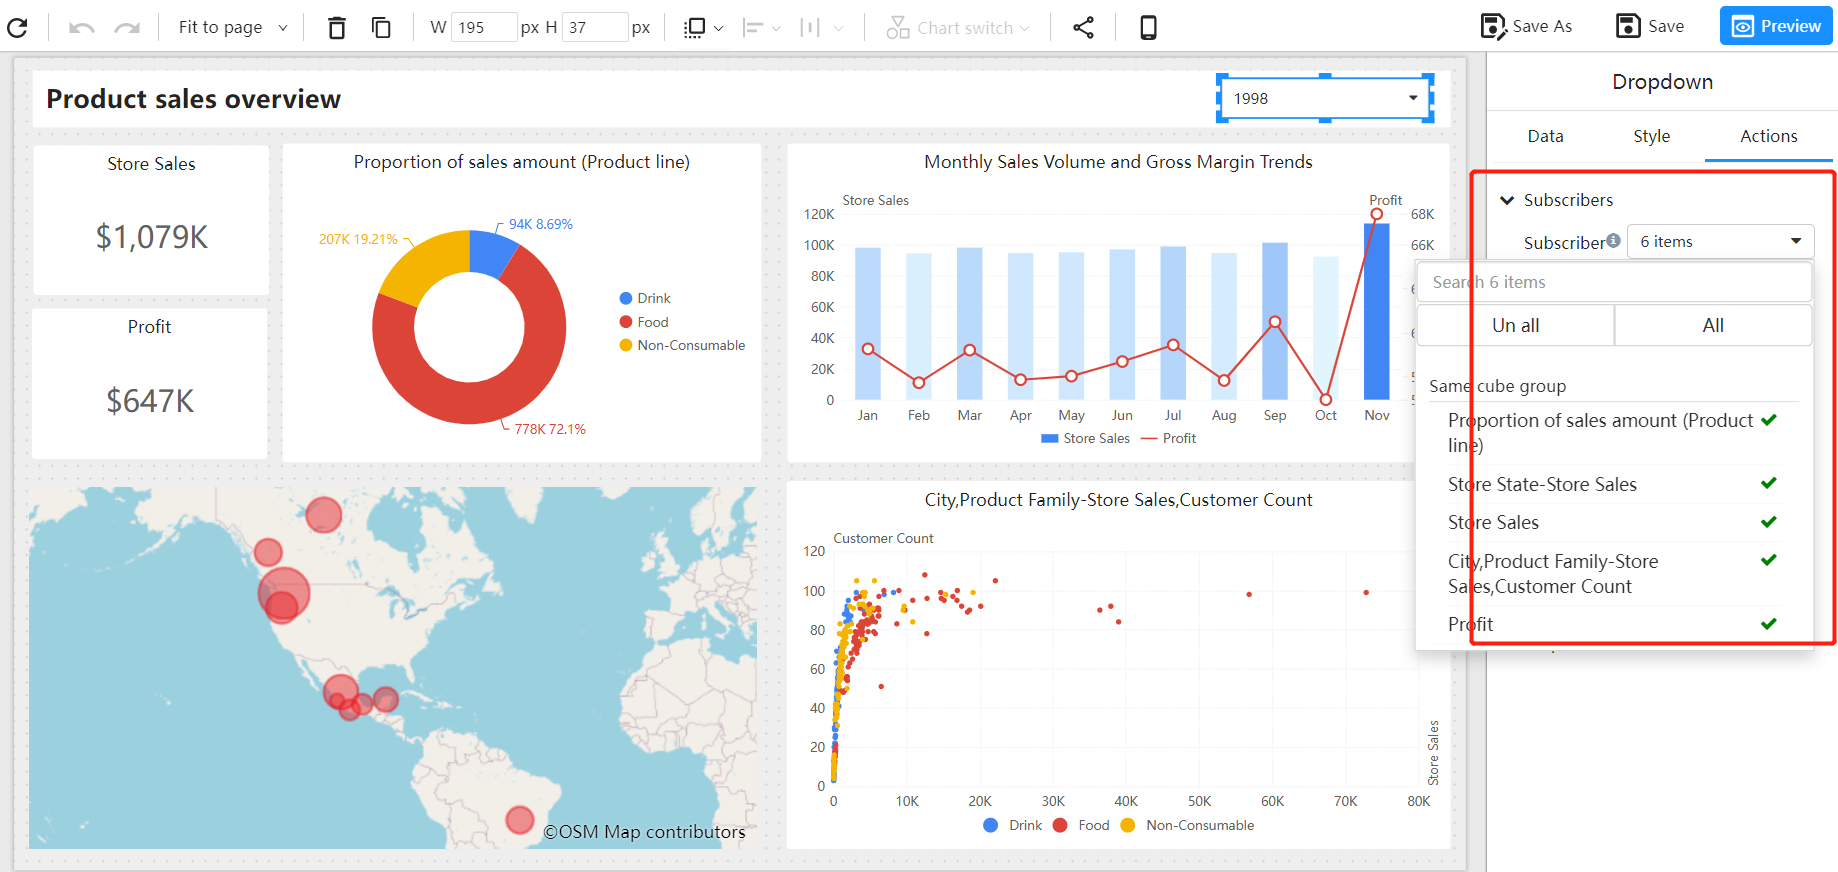 Fit to page
W 195 px H 37 px
Chart switch
Save As
Save
Preview
Product sales overview
1998
Dropdown
Data Style Actions
Subscribers
Subscriber 6 items
Search 6 items
Un all
All
Same cube group
Proportion of sales amount (Product
line)
Store State-Store Sales
Store Sales
City,Product Family-Store
Sales,Customer Count
Profit
Store Sales
$1,079K
Profit
$647K
Proportion of sales amount (Product line)
94K 8.69%
207K 19.21%
778K 72.1%
Drink
Food
Non-Consumable
Monthly Sales Volume and Gross Margin Trends
Store Sales
Profit
120K
100K
80K
60K
40K
20K
0
68K
66K
Jan Feb Mar Apr May Jun Jul Aug Sep Oct Nov
Store Sales Profit
©OSM Map contributors
City,Product Family-Store Sales,Customer Count
Customer Count
120
100
80
60
40
20
0
0 10K 20K 30K 40K 50K 60K 70K 80K
Store Sales
Drink Food Non-Consumable